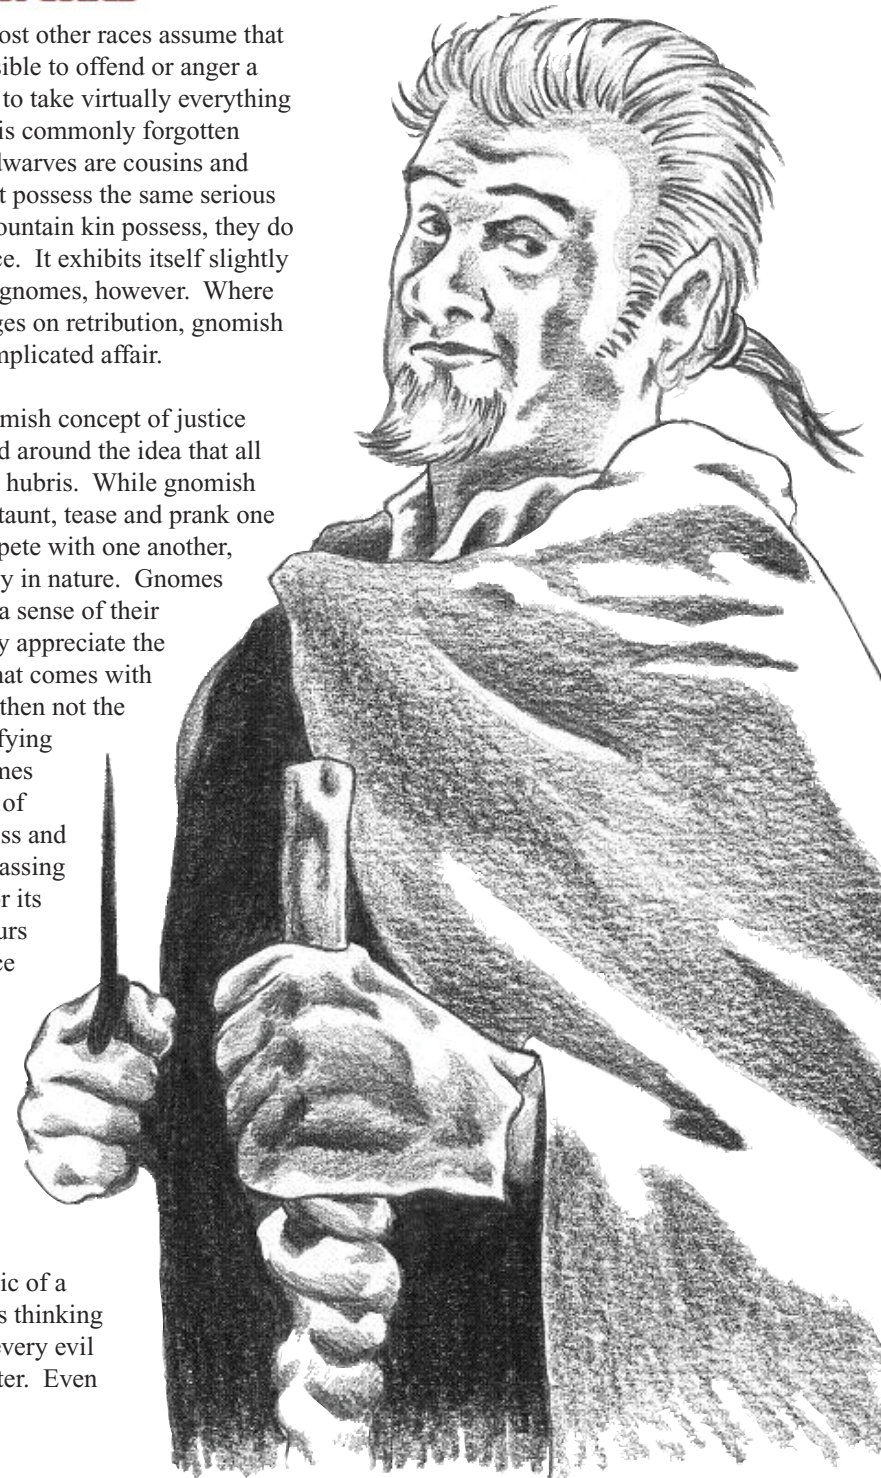 ost other races assume that
sible to offend or anger a
to take virtually everything
is commonly forgotten
dwarves are cousins and
t possess the same serious
ountain kin possess, they do
ce.  It exhibits itself slightly
gnomes, however.  Where
ges on retribution, gnomish
mplicated affair.
mish concept of justice
d around the idea that all
hubris.  While gnomish
taunt, tease and prank one
pete with one another,
y in nature.  Gnomes
a sense of their
y appreciate the
hat comes with
then not the
fying
mes
of
ss and
assing
r its
urs
ce
ic of a
s thinking
every evil
ter.  Even